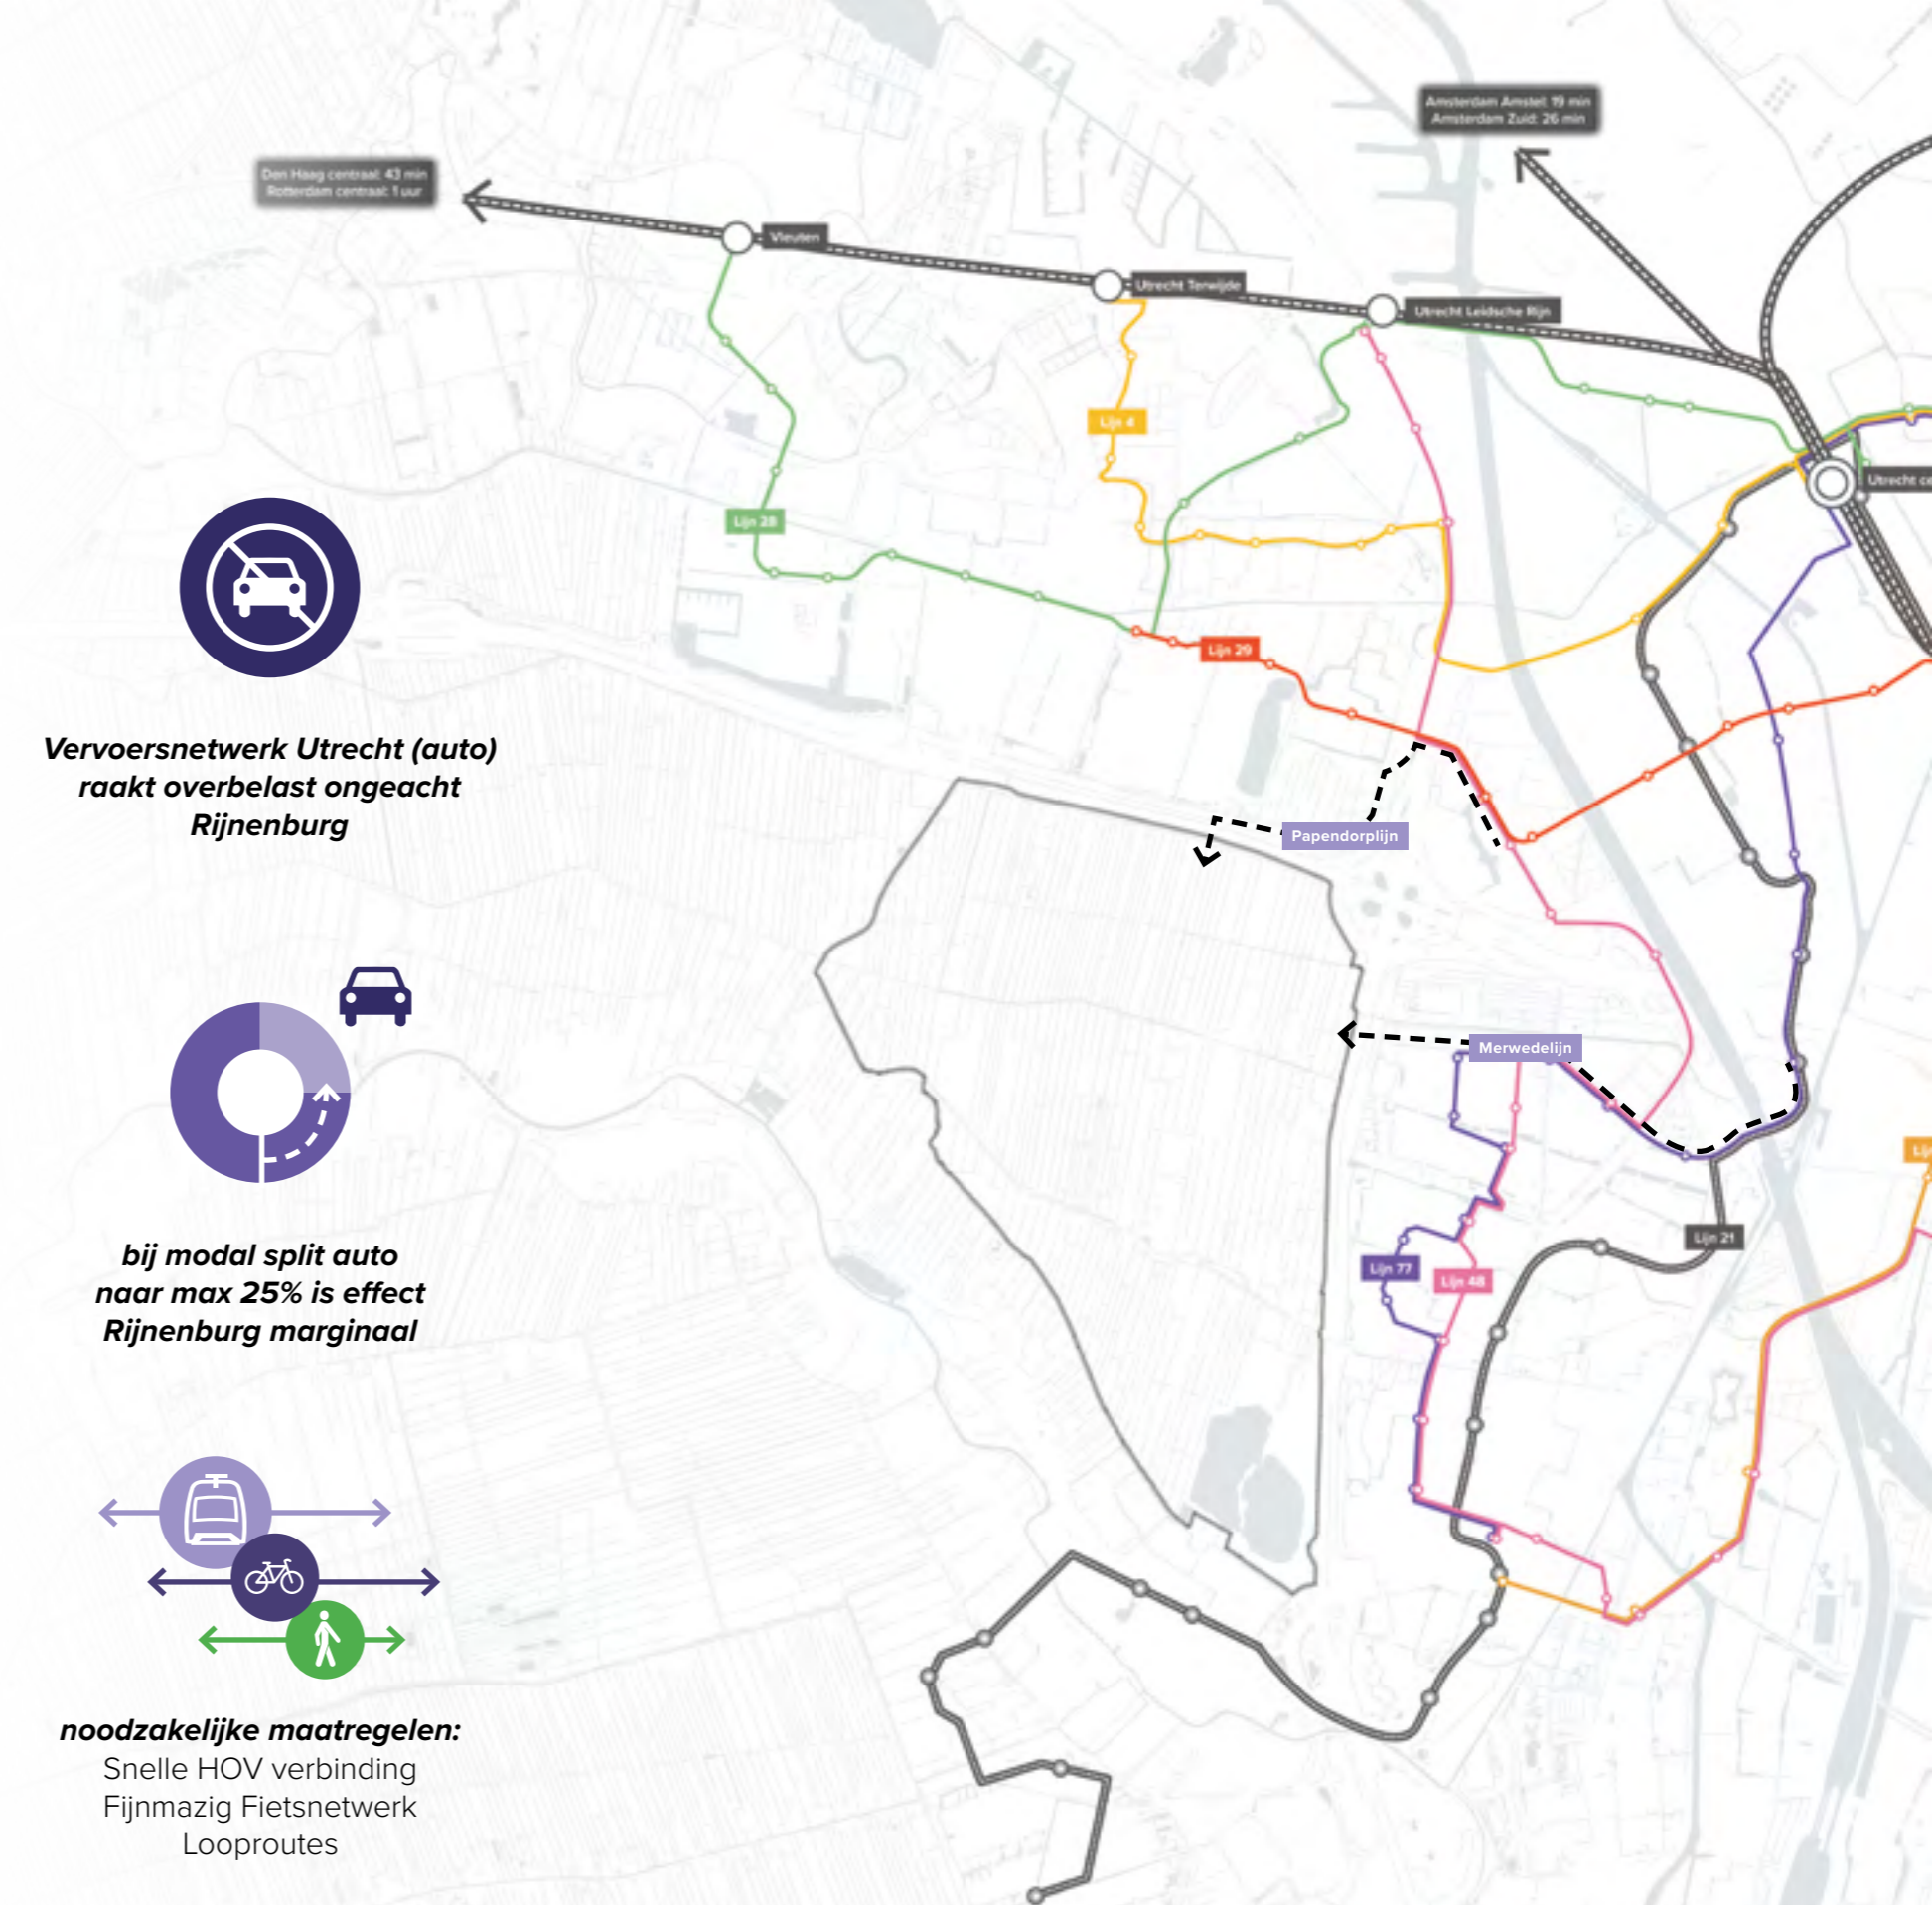 Amsterdam Amstel: 19 min
Amsterdam Zuid: 26 min
Den Haag centraal: 43 min
Rotterdam centraal: 1 uur
Vleuten
Utrecht Terwijde
Utrecht Leidsche Rijn
Lijn 4
Utrecht ce
Lijn 28
Lijn 29
Vervoersnetwerk Utrecht (auto)
raakt overbelast ongeacht
Rijnenburg
Papendorplijn
Merwedelijn
Lij
Lijn 21
Lijn 77
Lijn 48
bij modal split auto
naar max 25% is effect
Rijnenburg marginaal
noodzakelijke maatregelen:
Snelle HOV verbinding
Fijnmazig Fietsnetwerk
Looproutes